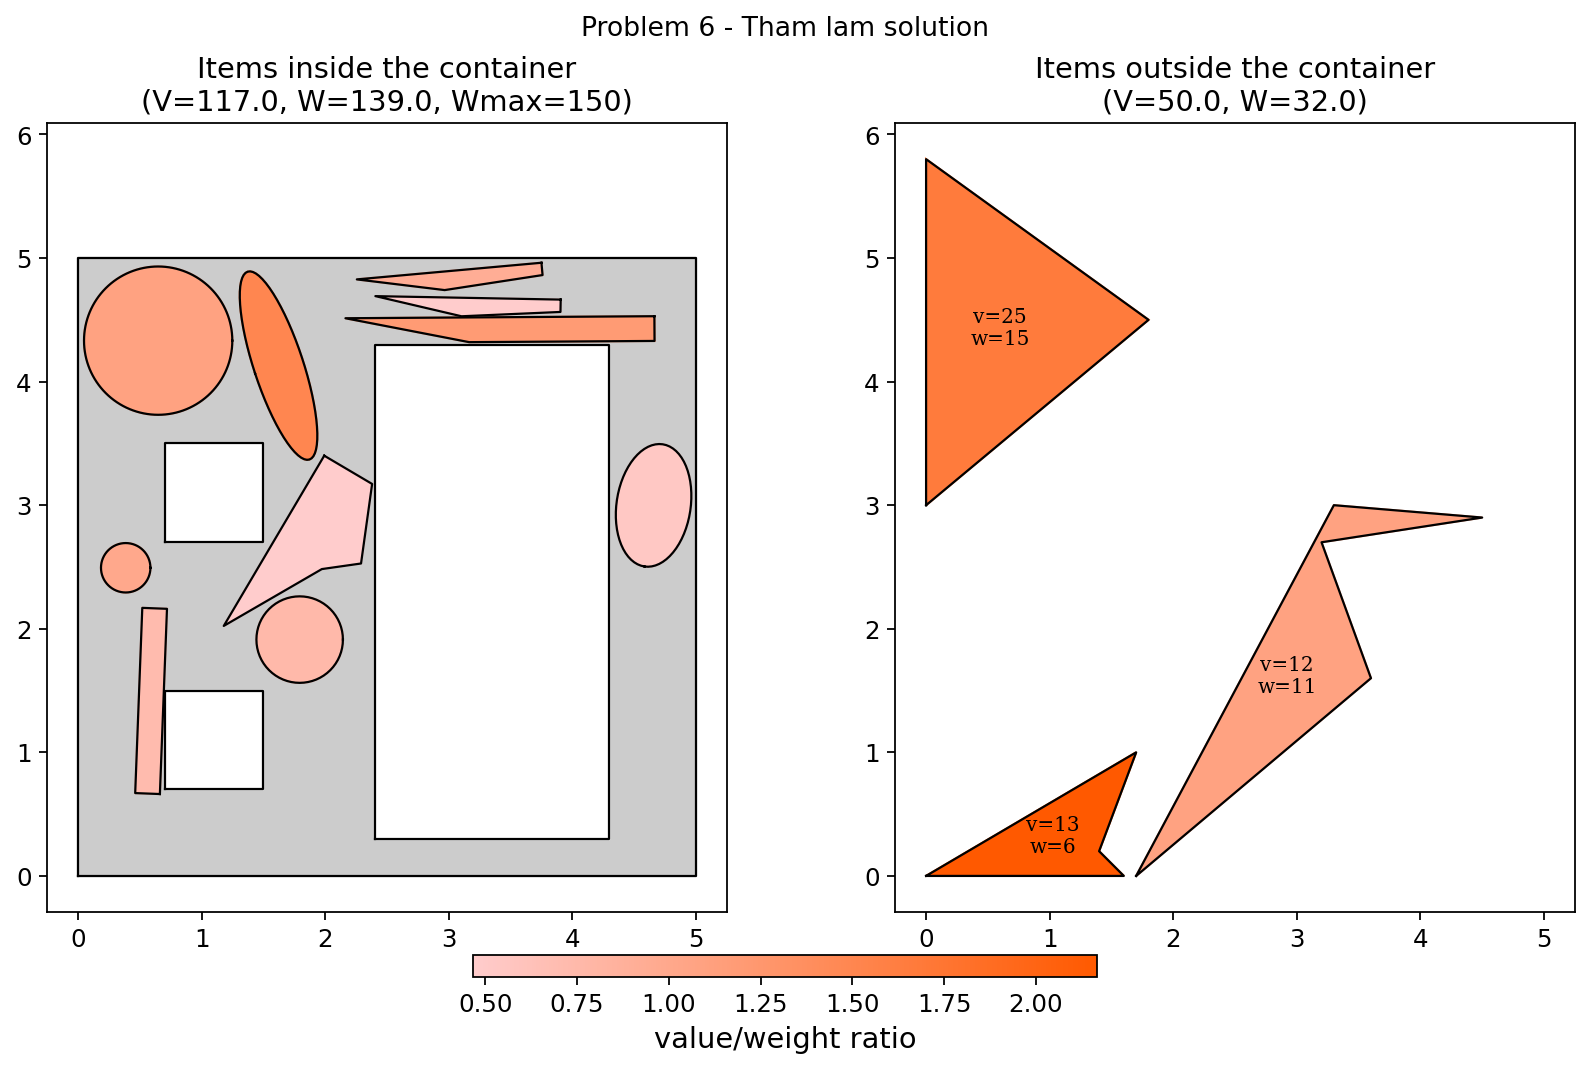 Problem 6 - Tham lam solution
Items inside the container
(V=117.0, W=139.0, Wmax=150)
6
5
4
3
2
1
0
0 1 2 3 4 5
Items outside the container
(V=50.0, W=32.0)
6
5
4
3
2
1
0
v=25
w=15
v=12
w=11
v=13
w=6
0 1 2 3 4 5
0.50 0.75 1.00 1.25 1.50 1.75 2.00
value/weight ratio